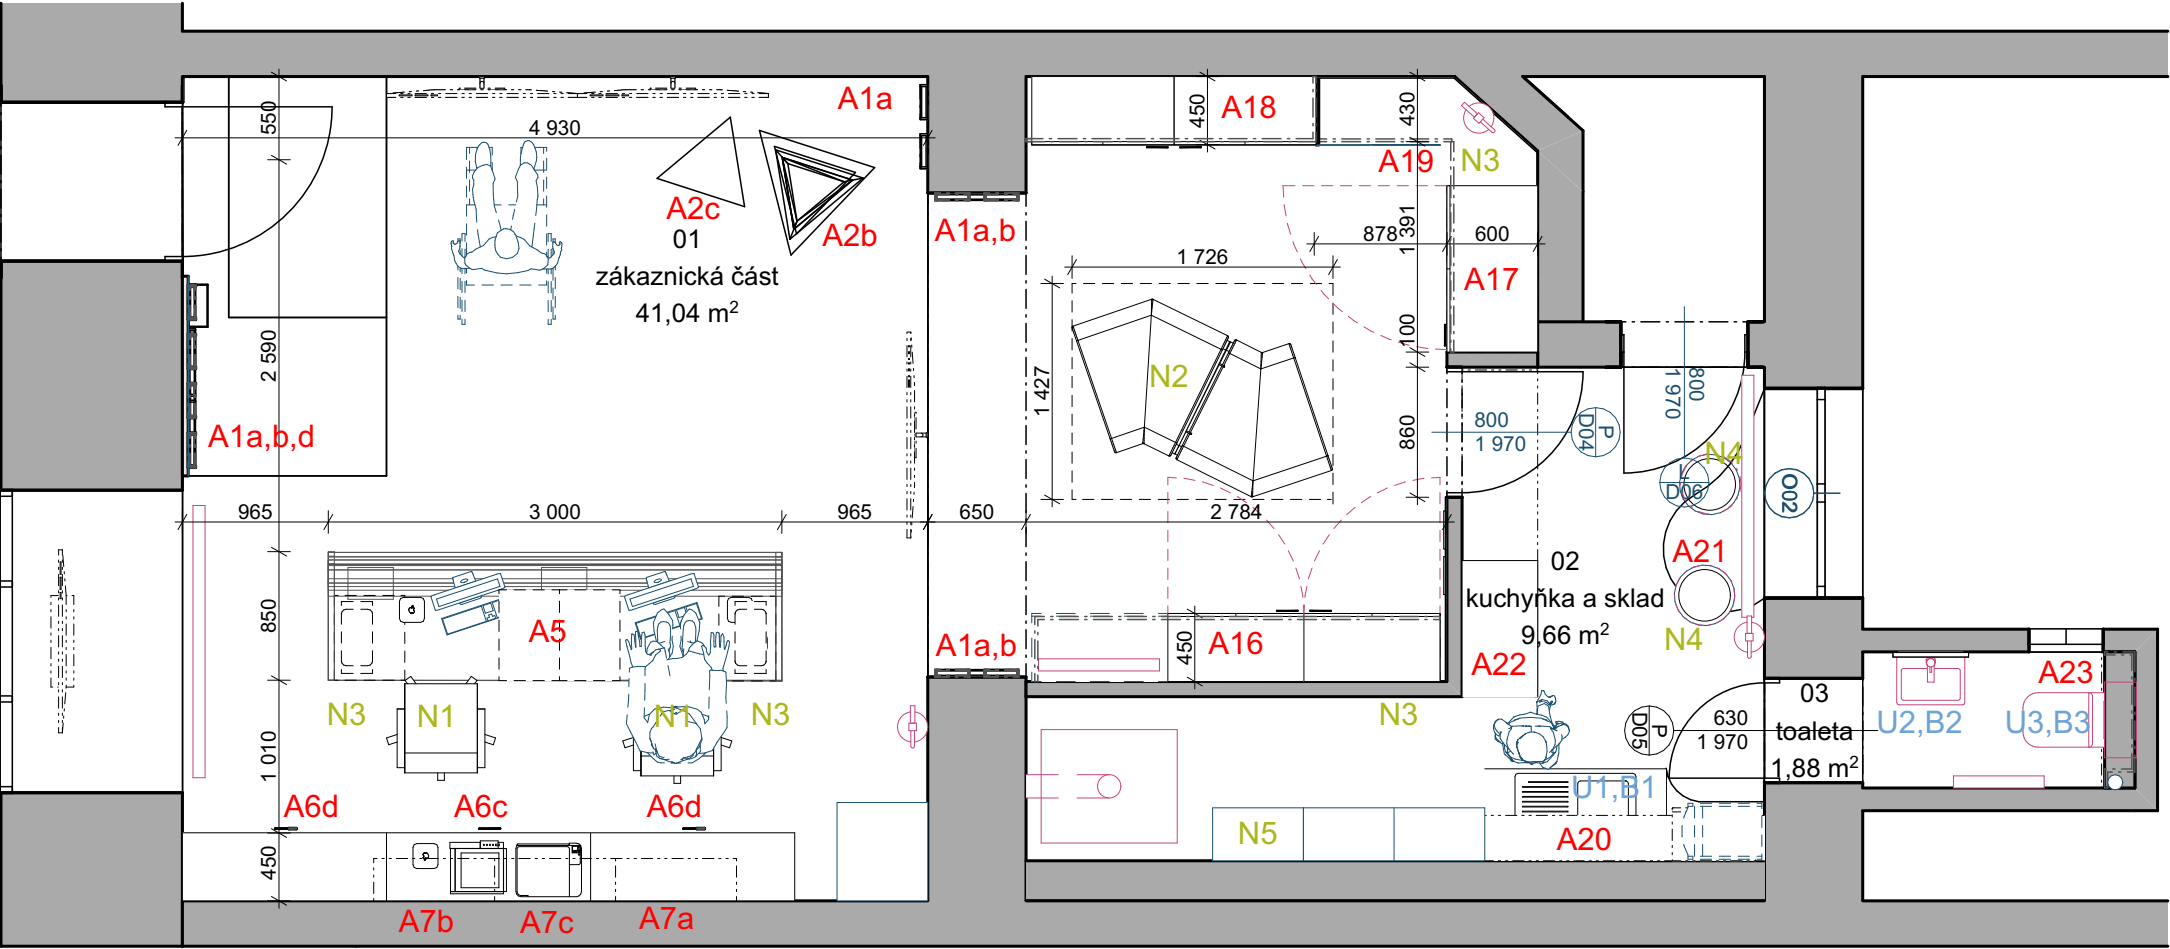 550
4 930
A1a
450
A18
430
A19
N3
A2c
01
A2b
A1a,b
zákaznická část
41,04 m²
1 726
878
1 391
600
A17
2 590
1 427
N2
100
860
800
1 970
P
D04
800
1 970
N4
L
D06
O02
A1a,b,d
965
3 000
965
650
2 784
850
A5
A1a,b
450
A16
02
kuchyňka a sklad
9,66 m²
A21
N4
A22
A23
N3
N1
N1
N3
N3
P
D05
630
1 970
03
toaleta
1,88 m²
U2,B2
U3,B3
1 010
A6d
A6c
A6d
U1,B1
N5
A20
450
A7b
A7c
A7a